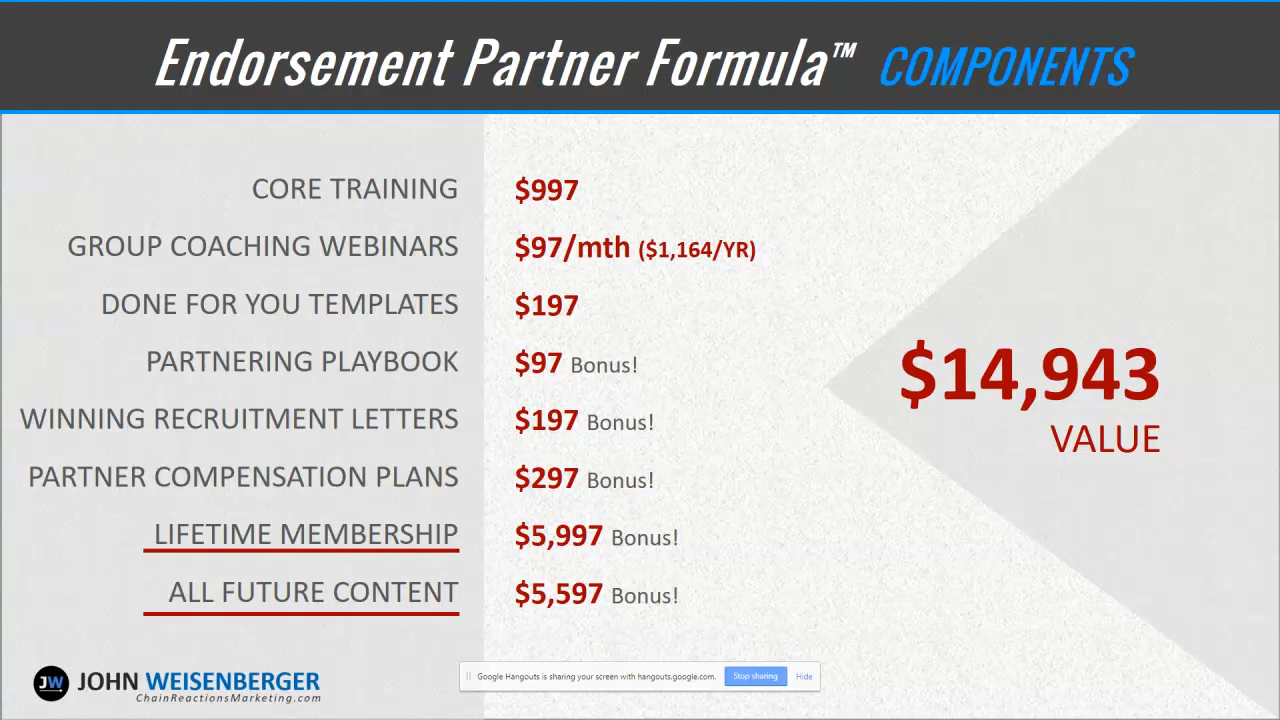 Endorsement Partner Formula™ COMPONENTS
CORE TRAINING $997
GROUP COACHING WEBINARS $97/mth ($1,164/YR)
DONE FOR YOU TEMPLATES $197
PARTNERING PLAYBOOK $97 Bonus!
WINNING RECRUITMENT LETTERS $197 Bonus!
PARTNER COMPENSATION PLANS $297 Bonus!
LIFETIME MEMBERSHIP $5,997 Bonus!
ALL FUTURE CONTENT $5,597 Bonus!
$14,943
VALUE
JW JOHN WEISENBERGER
ChainReactionsMarketing.com
Google Hangouts is sharing your screen with hangouts.google.com. Stop sharing Hide